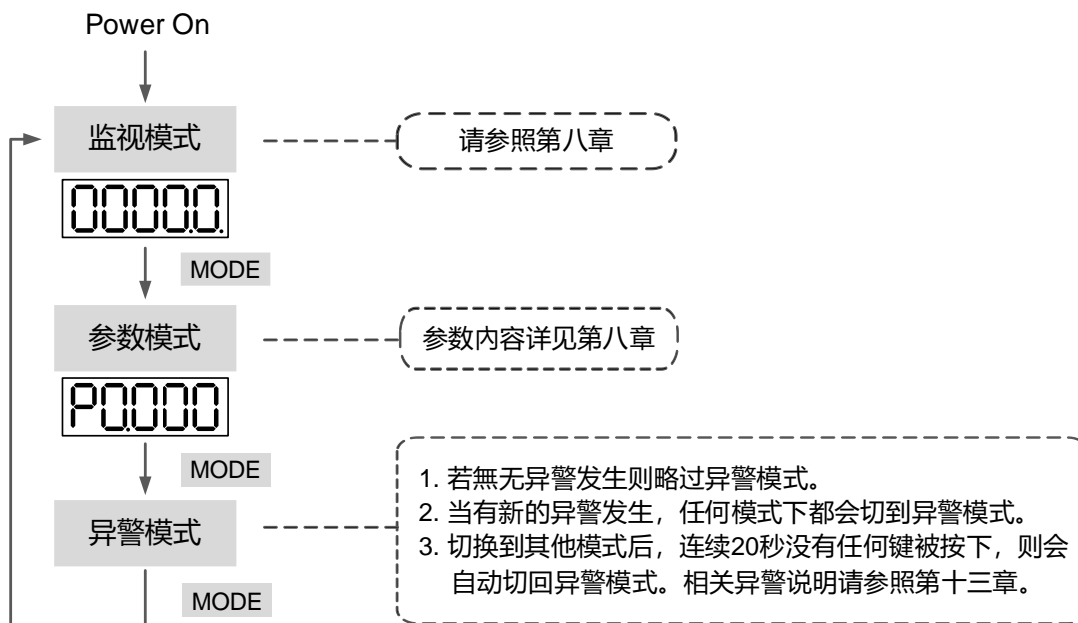 Power On
监视模式
请参照第八章
00000.0.
MODE
参数模式
参数内容详见第八章
P0.000
MODE
异警模式
1. 若無无异警发生则略过异警模式。
2. 当有新的异警发生，任何模式下都会切到异警模式。
3. 切换到其他模式后，连续20秒没有任何键被按下，则会
自动切回异警模式。相关异警说明请参照第十三章。
MODE